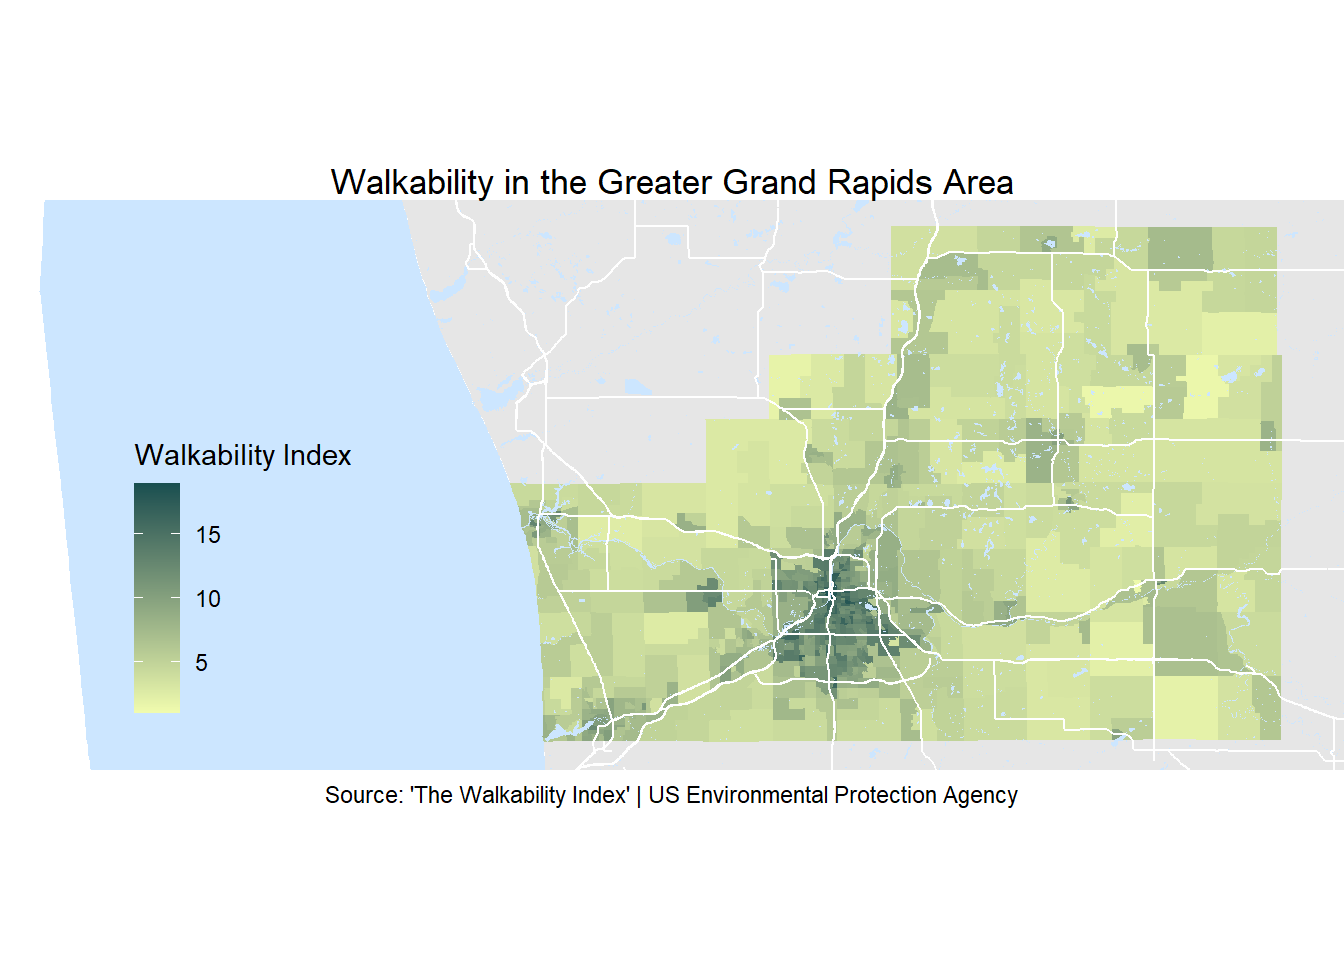 Walkability in the Greater Grand Rapids Area
Walkability Index
15
10
5
Source: 'The Walkability Index' | US Environmental Protection Agency